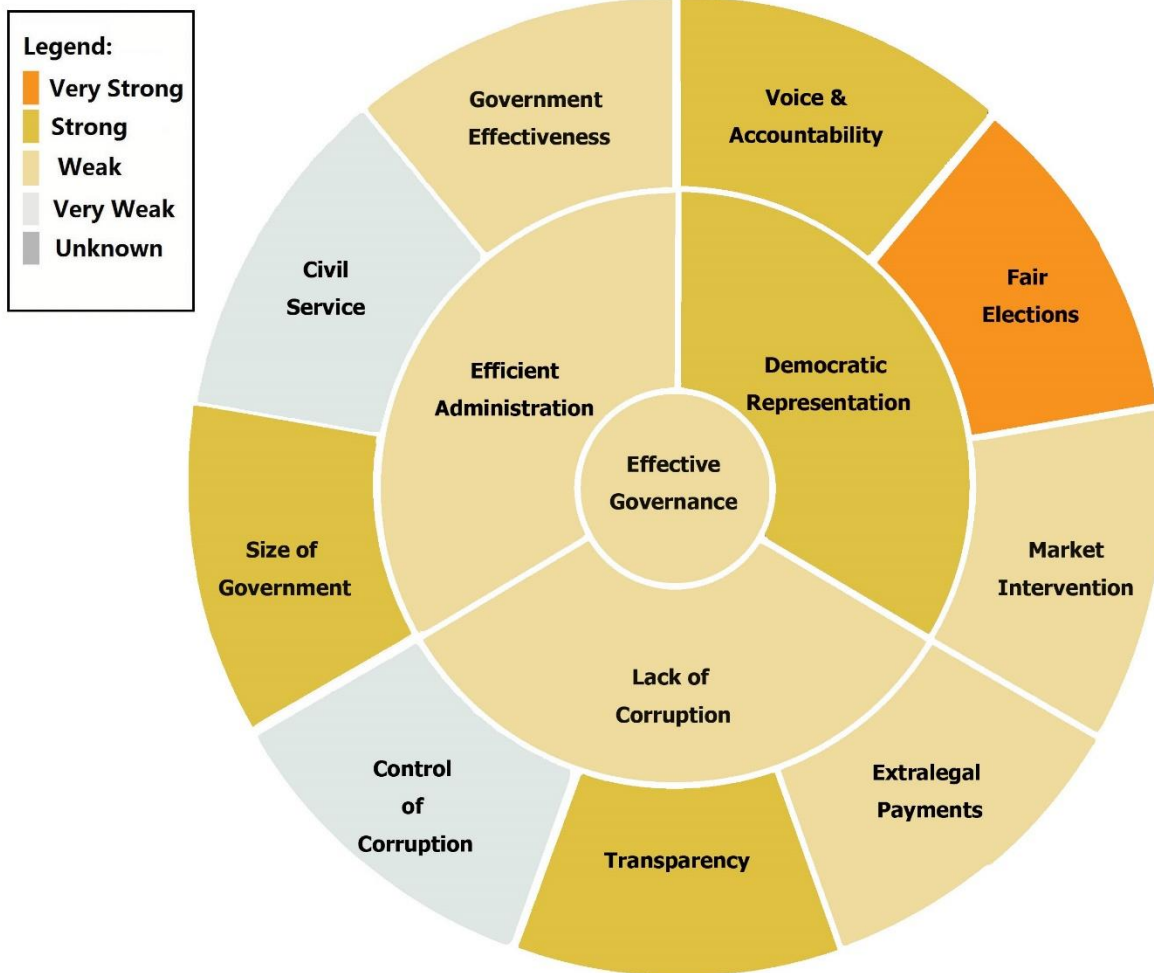 Legend:
Very Strong
Strong
Weak
Very Weak
Unknown
Government
Effectiveness
Voice &
Accountability
Civil
Service
Fair
Elections
Efficient
Administration
Democratic
Representation
Effective
Governance
Size of
Government
Market
Intervention
Lack of
Corruption
Control
of
Corruption
Transparency
Extralegal
Payments